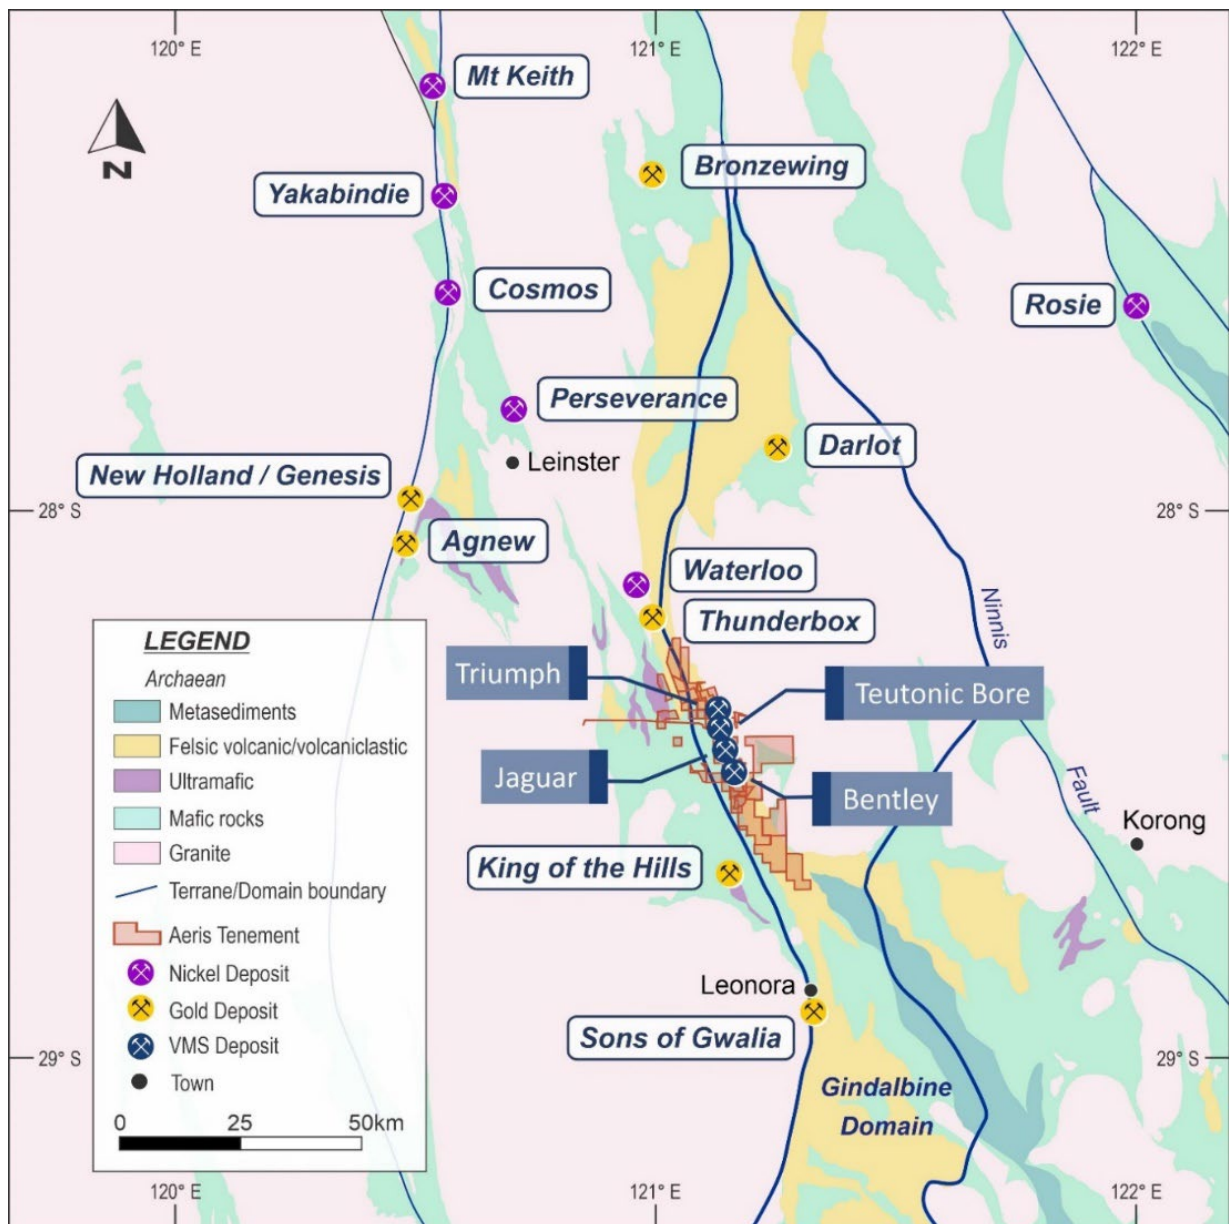 120° E
121° E
122° E
Mt Keith
N
Bronzewing
Yakabindie
Cosmos
Rosie
Perseverance
Darlot
Leinster
New Holland / Genesis
28° S
28° S
Agnew
Waterloo
Ninnis
Thunderbox
LEGEND
Archaean
Metasediments
Felsic volcanic/volcaniclastic
Ultramafic
Mafic rocks
Granite
Terrane/Domain boundary
Aeris Tenement
Nickel Deposit
Gold Deposit
VMS Deposit
Town
0 25 50km
Triumph
Teutonic Bore
Jaguar
Bentley
Fault
Korong
King of the Hills
Leonora
Sons of Gwalia
29° S
29° S
Gindalbine
Domain
120° E
121° E
122° E